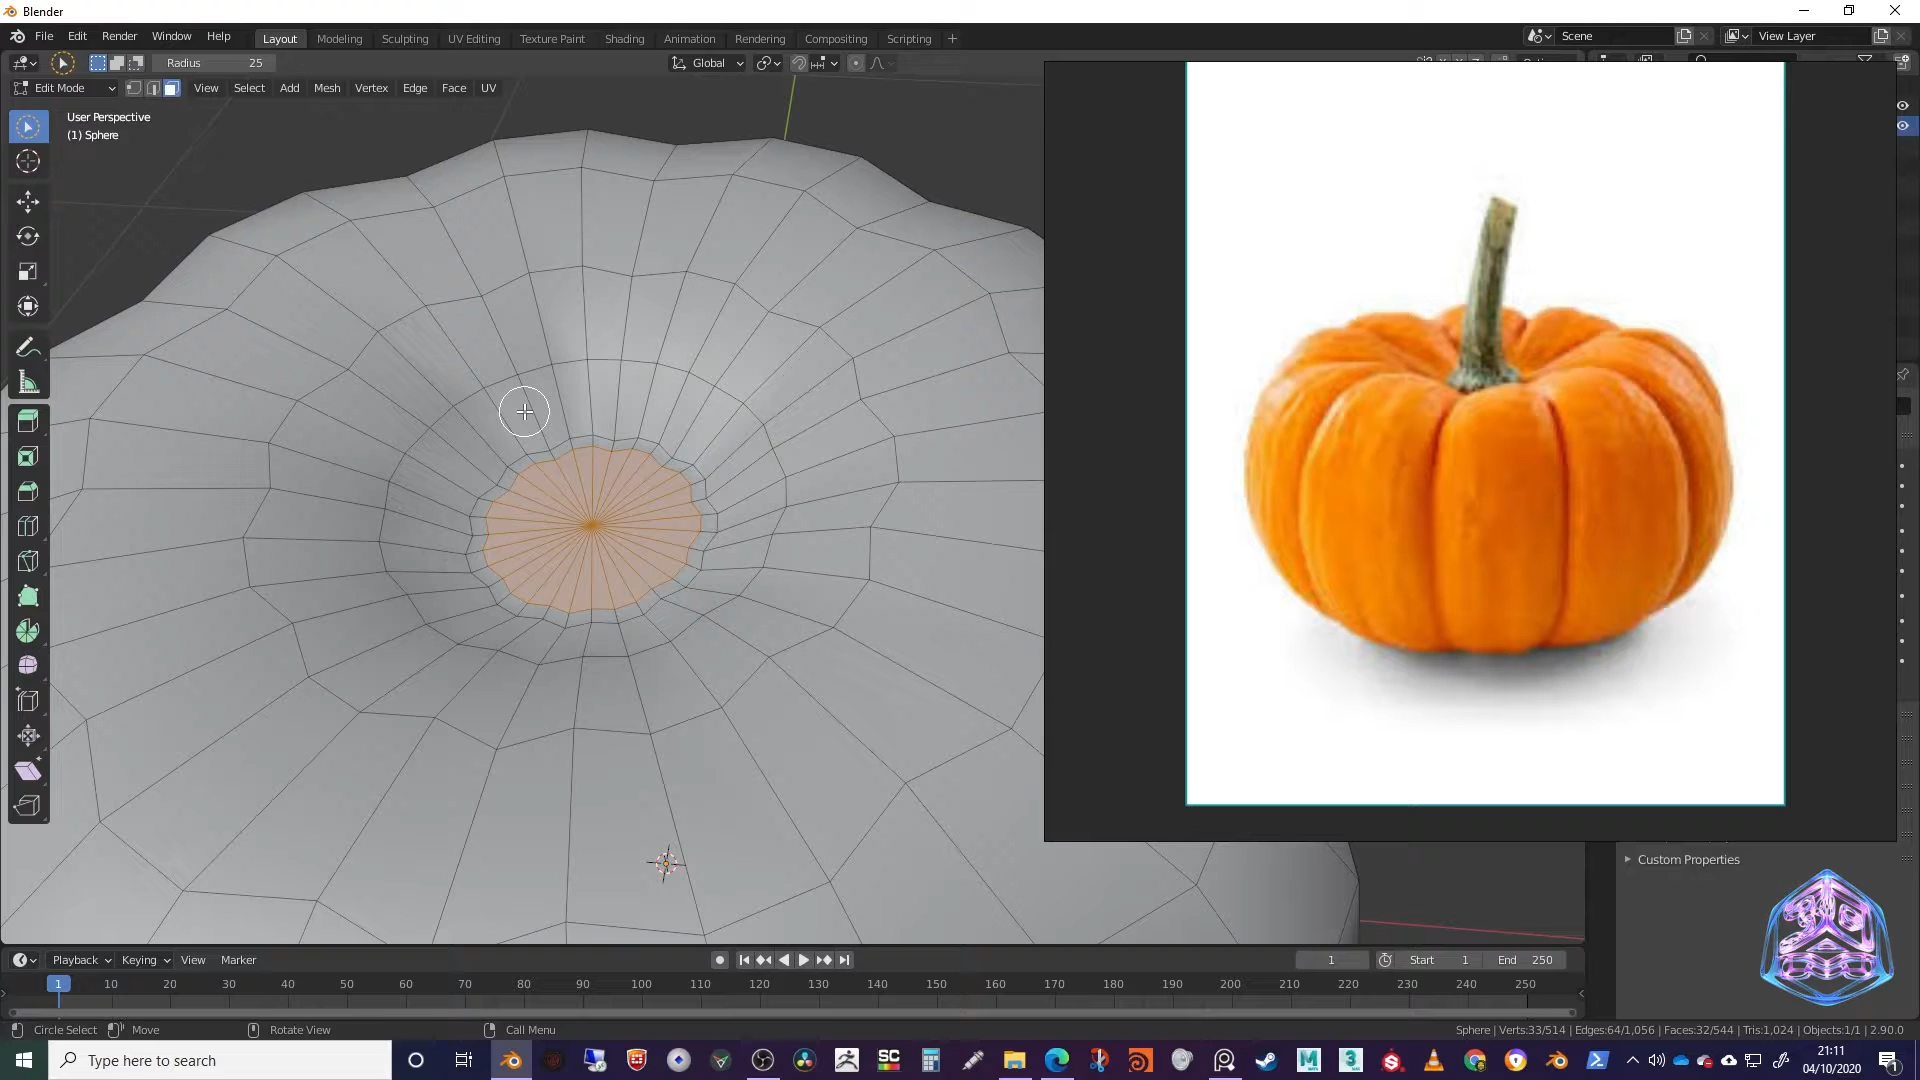 Blender
File Edit Render Window Help Layout Modeling Sculpting UV Editing Texture Paint Shading Animation Rendering Compositing Scripting + Scene View Layer
Radius 25 Global
Edit Mode View Select Add Mesh Vertex Edge Face UV
User Perspective
(1) Sphere
Custom Properties
Playback Keying View Marker 1 Start 1 End 250
1 10 20 30 40 50 60 70 80 90 100 110 120 130 140 150 160 170 180 190 200 210 220 230 240 250
Circle Select Move Rotate View Call Menu Sphere | Verts:33/514 | Edges:64/1,056 | Faces:32/544 | Tris:1,024 | Objects:1/1 | 2.90.0
Type here to search SC M 3 S 21:11
04/10/2020 1